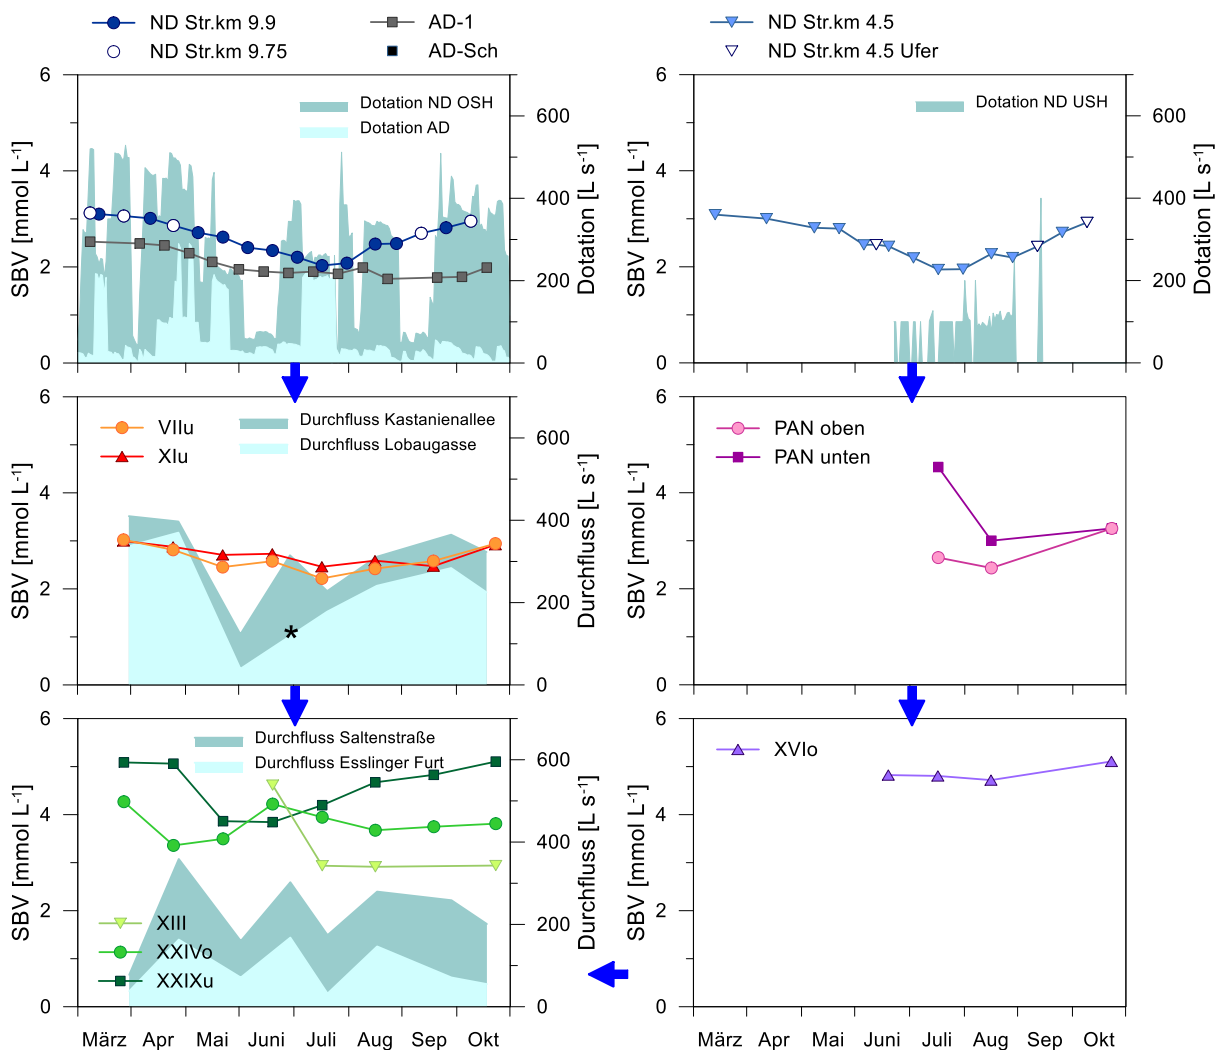 ND Str.km 9.9
AD-1
ND Str.km 9.75
AD-Sch
ND Str.km 4.5
ND Str.km 4.5 Ufer
6
4
2
0
SBV [mmol L-1]
Dotation ND OSH
Dotation AD
600
400
200
0
Dotation [L s-1]
6
4
2
0
SBV [mmol L-1]
Dotation ND USH
600
400
200
0
Dotation [L s-1]
6
4
2
0
SBV [mmol L-1]
VIIu
XIu
Durchfluss Kastanienallee
Durchfluss Lobaugasse
*
600
400
200
0
Durchfluss [L s-1]
6
4
2
0
SBV [mmol L-1]
PAN oben
PAN unten
6
4
2
0
SBV [mmol L-1]
Durchfluss Saltenstraße
Durchfluss Esslinger Furt
XIII
XXIVo
XXIXu
600
400
200
0
Durchfluss [L s-1]
März Apr Mai Juni Juli Aug Sep Okt
6
4
2
0
SBV [mmol L-1]
XVIo
März Apr Mai Juni Juli Aug Sep Okt